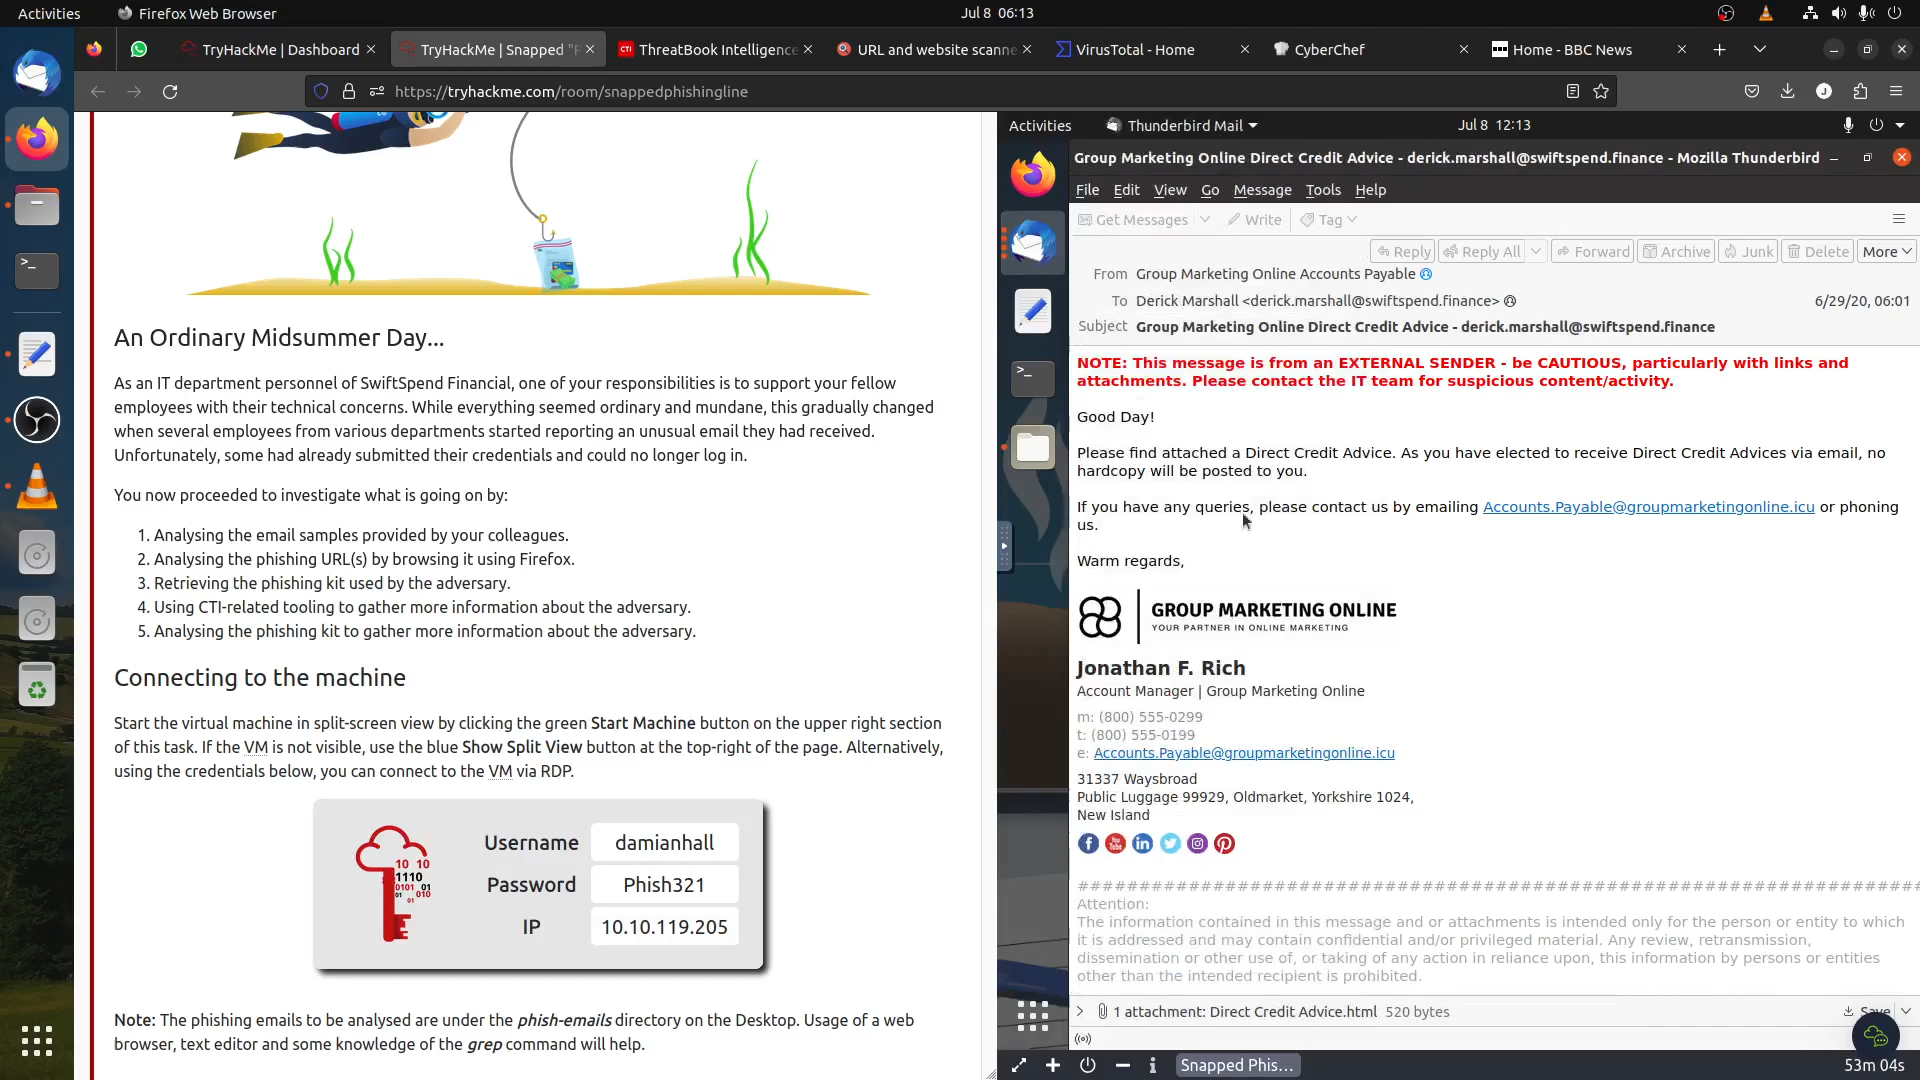 Activities
Firefox Web Browser
Jul 8 06:13
TryHackMe | Dashboard
TryHackMe | Snapped "P
CTI
ThreatBook Intelligence
URL and website scanne
VirusTotal - Home
CyberChef
Home - BBC News
https://tryhackme.com/room/snappedphishingline
J
An Ordinary Midsummer Day...
As an IT department personnel of SwiftSpend Financial, one of your responsibilities is to support your fellow
employees with their technical concerns. While everything seemed ordinary and mundane, this gradually changed
when several employees from various departments started reporting an unusual email they had received.
Unfortunately, some had already submitted their credentials and could no longer log in.
You now proceeded to investigate what is going on by:
1. Analysing the email samples provided by your colleagues.
2. Analysing the phishing URL(s) by browsing it using Firefox.
3. Retrieving the phishing kit used by the adversary.
4. Using CTI-related tooling to gather more information about the adversary.
5. Analysing the phishing kit to gather more information about the adversary.
Connecting to the machine
Start the virtual machine in split-screen view by clicking the green Start Machine button on the upper right section
of this task. If the VM is not visible, use the blue Show Split View button at the top-right of the page. Alternatively,
using the credentials below, you can connect to the VM via RDP.
Username damianhall
Password Phish321
IP 10.10.119.205
Note: The phishing emails to be analysed are under the phish-emails directory on the Desktop. Usage of a web
browser, text editor and some knowledge of the grep command will help.
Activities
Thunderbird Mail
Jul 8 12:13
Group Marketing Online Direct Credit Advice - derick.marshall@swiftspend.finance - Mozilla Thunderbird
File Edit View Go Message Tools Help
Get Messages Write Tag
Reply Reply All Forward Archive Junk Delete More
From Group Marketing Online Accounts Payable
To Derick Marshall <derick.marshall@swiftspend.finance> 6/29/20, 06:01
Subject Group Marketing Online Direct Credit Advice - derick.marshall@swiftspend.finance
NOTE: This message is from an EXTERNAL SENDER - be CAUTIOUS, particularly with links and
attachments. Please contact the IT team for suspicious content/activity.
Good Day!
Please find attached a Direct Credit Advice. As you have elected to receive Direct Credit Advices via email, no
hardcopy will be posted to you.
If you have any queries, please contact us by emailing Accounts.Payable@groupmarketingonline.icu or phoning
us.
Warm regards,
GROUP MARKETING ONLINE
YOUR PARTNER IN ONLINE MARKETING
Jonathan F. Rich
Account Manager | Group Marketing Online
m: (800) 555-0299
t: (800) 555-0199
e: Accounts.Payable@groupmarketingonline.icu
31337 Waysbroad
Public Luggage 99929, Oldmarket, Yorkshire 1024,
New Island
Attention:
The information contained in this message and or attachments is intended only for the person or entity to which
it is addressed and may contain confidential and/or privileged material. Any review, retransmission,
dissemination or other use of, or taking of any action in reliance upon, this information by persons or entities
other than the intended recipient is prohibited.
1 attachment: Direct Credit Advice.html 520 bytes
Save
Snapped Phis...
53m 04s